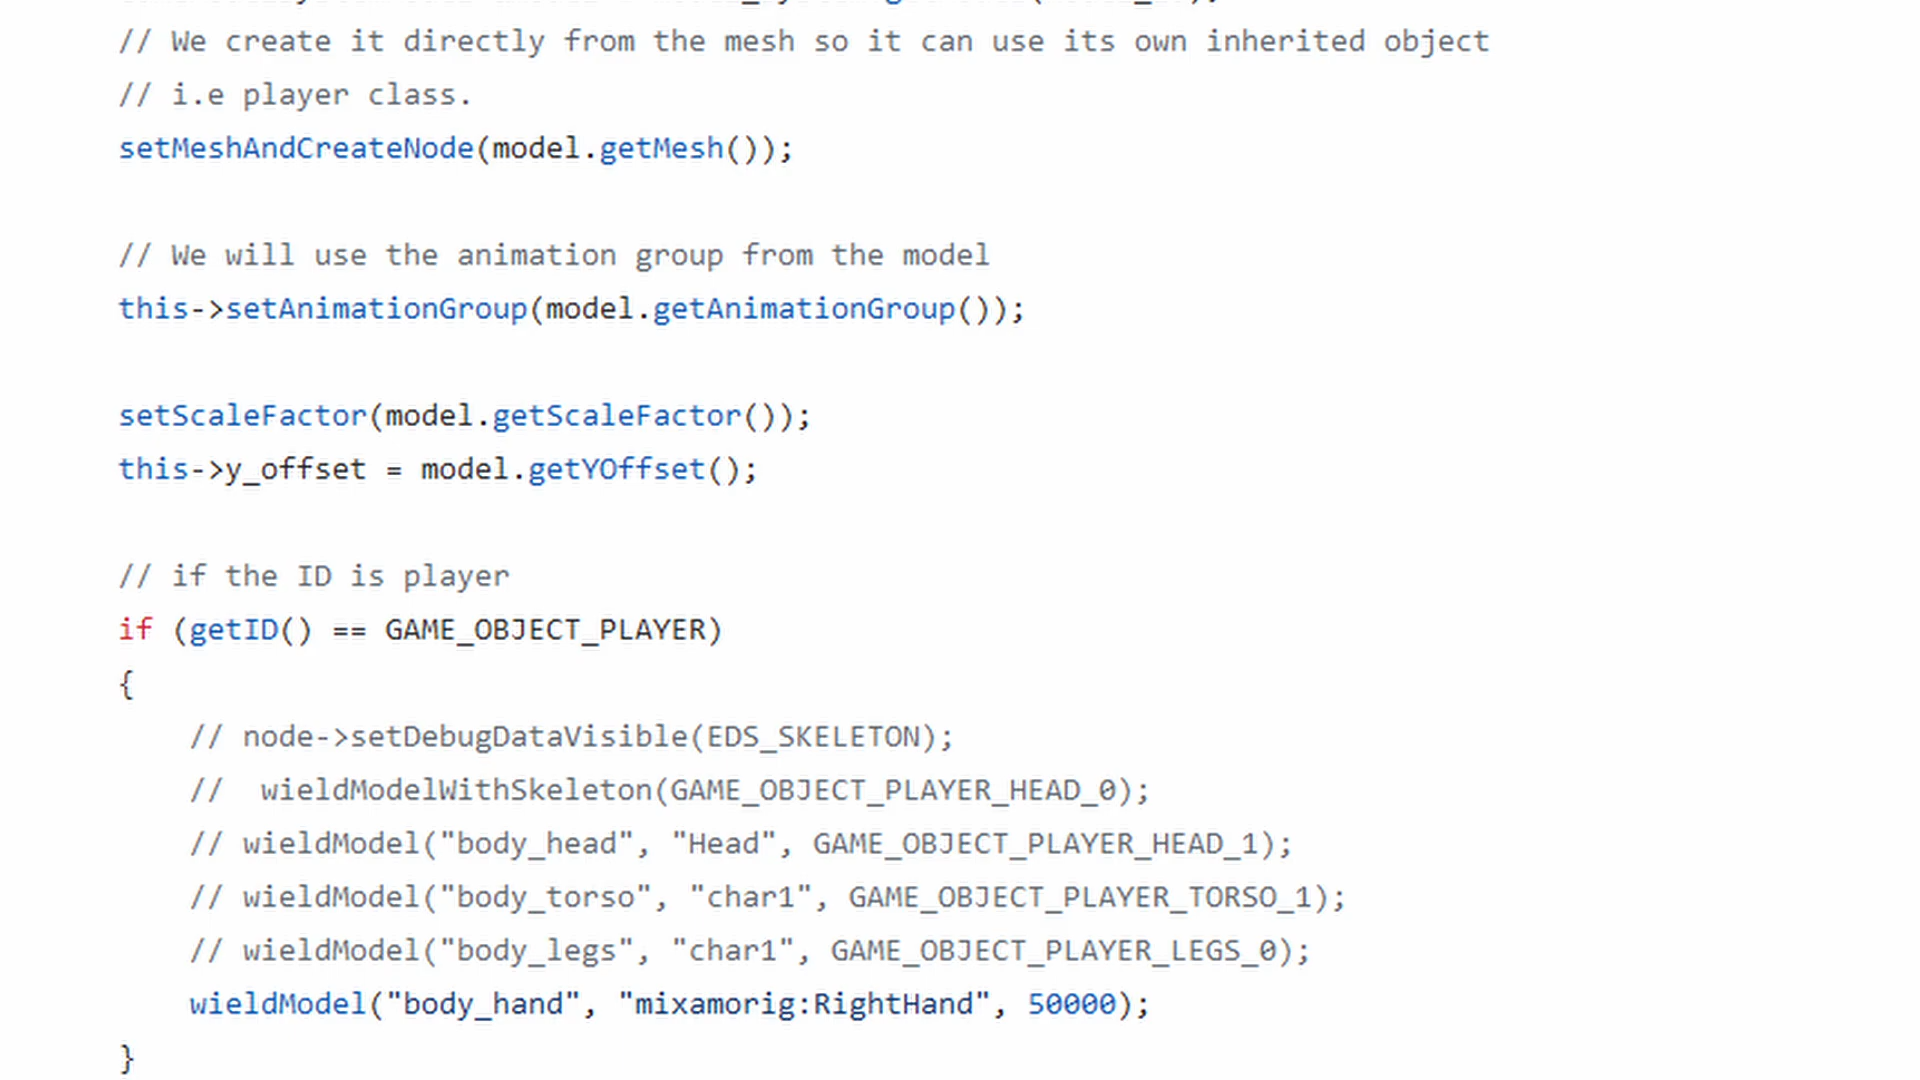 // We create it directly from the mesh so it can use its own inherited object
// i.e player class.
setMeshAndCreateNode(model.getMesh());
// We will use the animation group from the model
this->setAnimationGroup(model.getAnimationGroup());
setScaleFactor(model.getScaleFactor());
this->y_offset = model.getYOffset();
// if the ID is player
if (getID() == GAME_OBJECT_PLAYER)
{
// node->setDebugDataVisible(EDS_SKELETON);
//  wieldModelWithSkeleton(GAME_OBJECT_PLAYER_HEAD_0);
// wieldModel("body_head", "Head", GAME_OBJECT_PLAYER_HEAD_1);
// wieldModel("body_torso", "char1", GAME_OBJECT_PLAYER_TORSO_1);
// wieldModel("body_legs", "char1", GAME_OBJECT_PLAYER_LEGS_0);
wieldModel("body_hand", "mixamorig:RightHand", 50000);
}